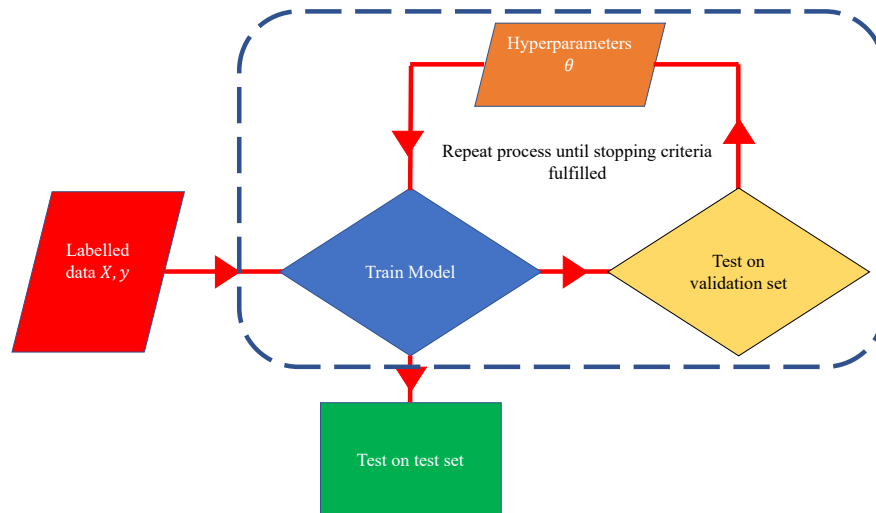 Hyperparameters
θ
Repeat process until stopping criteria
fulfilled
Labelled
data X, y
Train Model
Test on
validation set
Test on test set